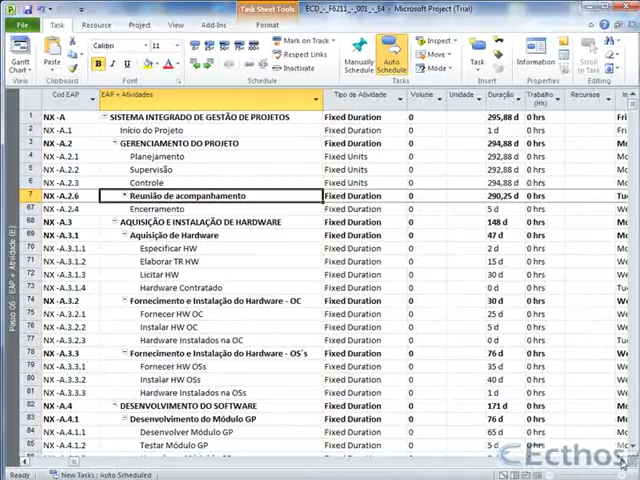 Task Sheet Tools
ECD_-_F6211_-_001_-_E4 - Microsoft Project (Trial)
File Task Resource Project View Add-Ins Format
Gantt Chart Paste Calibri 11 Mark on Track Respect Links Inactivate Manually Schedule Auto Schedule Inspect Move Mode Task Information Scroll to Task
View Clipboard Font Schedule Tasks Insert Properties Editing
Cód EAP EAP + Atividades Tipo de Atividade Volume Unidade Duração Trabalho (Hh) Recursos
1 NX -A SISTEMA INTEGRADO DE GESTÃO DE PROJETOS Fixed Duration 0 295,88 d 0 hrs Fri
2 NX -A.1 Início do Projeto Fixed Duration 0 1 d 0 hrs
3 NX -A.2 GERENCIAMENTO DO PROJETO Fixed Duration 0 294,88 d 0 hrs
4 NX -A.2.1 Planejamento Fixed Units 0 294,88 d 0 hrs
5 NX -A.2.2 Supervisão Fixed Units 0 294,88 d 0 hrs
6 NX -A.2.3 Controle Fixed Units 0 294,88 d 0 hrs
7 NX -A.2.6 + Reunião de acompanhamento Fixed Duration 0 290,25 d 0 hrs
67 NX -A.2.4 Encerramento Fixed Duration 0 2 d 0 hrs
68 NX -A.3 AQUISIÇÃO E INSTALAÇÃO DE HARDWARE Fixed Duration 0 148 d 0 hrs
69 NX -A.3.1 Aquisição de Hardware Fixed Duration 0 47 d 0 hrs
70 NX -A.3.1.1 Especificar HW Fixed Duration 0 2 d 0 hrs
71 NX -A.3.1.2 Elaborar TR HW Fixed Duration 0 15 d 0 hrs
72 NX -A.3.1.3 Licitar HW Fixed Duration 0 30 d 0 hrs
73 NX -A.3.1.4 Hardware Contratado Fixed Duration 0 0 d 0 hrs
74 NX -A.3.2 Fornecimento e Instalação do Hardware - OC Fixed Duration 0 30 d 0 hrs
75 NX -A.3.2.1 Fornecer HW OC Fixed Duration 0 25 d 0 hrs
76 NX -A.3.2.2 Instalar HW OC Fixed Duration 0 5 d 0 hrs
77 NX -A.3.2.3 Hardware Instalados na OC Fixed Duration 0 0 d 0 hrs
78 NX -A.3.3 Fornecimento e Instalação do Hardware - OS´s Fixed Duration 0 76 d 0 hrs
79 NX -A.3.3.1 Fornecer HW OSs Fixed Duration 0 35 d 0 hrs
80 NX -A.3.3.2 Instalar HW OSs Fixed Duration 0 40 d 0 hrs
81 NX -A.3.3.3 Hardware Instalados na OSs Fixed Duration 0 1 d 0 hrs
82 NX -A.4 DESENVOLVIMENTO DO SOFTWARE Fixed Duration 0 171 d 0 hrs
83 NX -A.4.1 Desenvolvimento do Módulo GP Fixed Duration 0 76 d 0 hrs
84 NX -A.4.1.1 Desenvolver Módulo GP Fixed Duration 0 65 d 0 hrs
85 NX -A.4.1.2 Testar Módulo GP Fixed Duration 0 5 d 0 hrs
Passo 06 - EAP + Atividade (E)
Ecthos
Ready New Tasks : Auto Scheduled